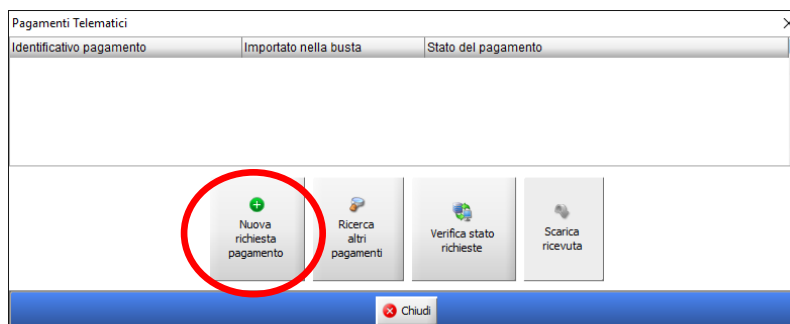 Pagamenti Telematici
Identificativo pagamento Importato nella busta Stato del pagamento
Nuova
richiesta
pagamento
Ricerca
altri
pagamenti
Verifica stato
richieste
Scarica
ricevuta
Chiudi